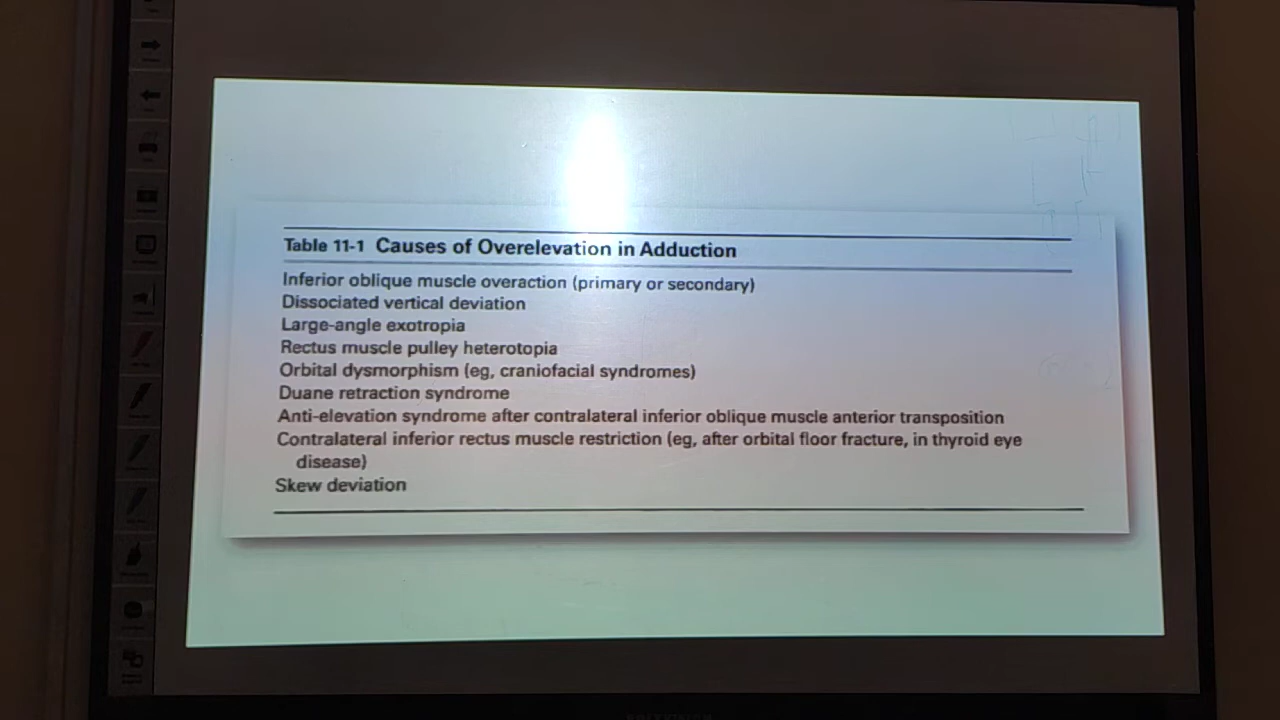 Table 11-1 Causes of Overelevation in Adduction
Inferior oblique muscle overaction (primary or secondary)
Dissociated vertical deviation
Large-angle exotropia
Rectus muscle pulley heterotopia
Orbital dysmorphism (eg, craniofacial syndromes)
Duane retraction syndrome
Anti-elevation syndrome after contralateral inferior oblique muscle anterior transposition
Contralateral inferior rectus muscle restriction (eg, after orbital floor fracture, in thyroid eye
disease)
Skew deviation